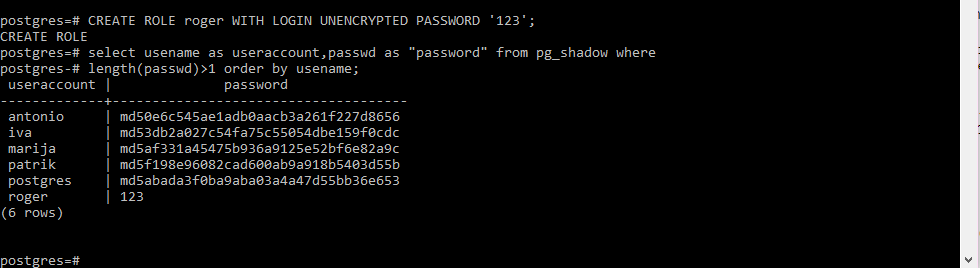 postgres=# CREATE ROLE roger WITH LOGIN UNENCRYPTED PASSWORD '123';
CREATE ROLE
postgres=# select usename as useraccount,passwd as "password" from pg_shadow where
postgres-# length(passwd)>1 order by usename;
 useraccount |              password
-------------+-------------------------------------
 antonio     | md50e6c545ae1adb0aacb3a261f227d8656
 iva         | md53db2a027c54fa75c55054dbe159f0cdc
 marija      | md5af331a45475b936a9125e52bf6e82a9c
 patrik      | md5f198e96082cad600ab9a918b5403d55b
 postgres    | md5abada3f0ba9aba03a4a47d55bb36e653
 roger       | 123
(6 rows)
postgres=#